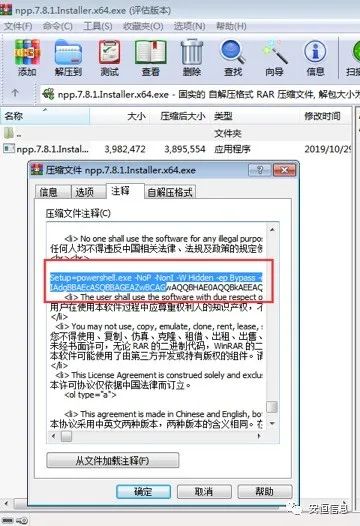 npp.7.8.1.Installer.x64.exe (评估版本)
文件(F) 命令(C) 工具(S) 收藏夹(O) 选项(N) 帮助(H)
添加 解压到 测试 查看 删除 查找 向导 信息 扫描
npp.7.8.1.Installer.x64.exe - 固实的 自解压格式 RAR 压缩文件, 解包大小为
名称 大小 压缩后大小 类型 修改时间
.. 文件夹
npp.7.8.1.Installer.x64.exe 3,982,472 3,895,554 应用程序 2019/10/29
压缩文件 npp.7.8.1.Installer.x64.exe
信息 选项 注释 自解压格式
压缩文件注释(C)
<li> No one shall use the software for any illegal purpos
任何人均不得违反中国相关律法、法规及政策的规定
Setup=powershell.exe -NoP -NonI -W Hidden -ep Bypass
<li> The user shall use the software with due respect o
用户在使用本软件过程中应尊重权利人的知识产权，
</li>
<li> You may not use, copy, emulate, clone, rent, lease,
您不得使用、复制、仿真、克隆、租借、出租、出售、
未经书面许可，无论 RAR 的二进制代码，WinRAR 的二
本软件可能使用了由第三方开发或持有版权的组件。
</li>
<li> This License Agreement is construed solely and exclus
本许可协议仅依据中国法律而订立。
<ol type="a">
<li> This agreement is made in Chinese and English, bo
本协议采用中英文两种版本，两种版本的含义相同。
从文件加载注释(F)
确定 取消 帮助
安恒信息